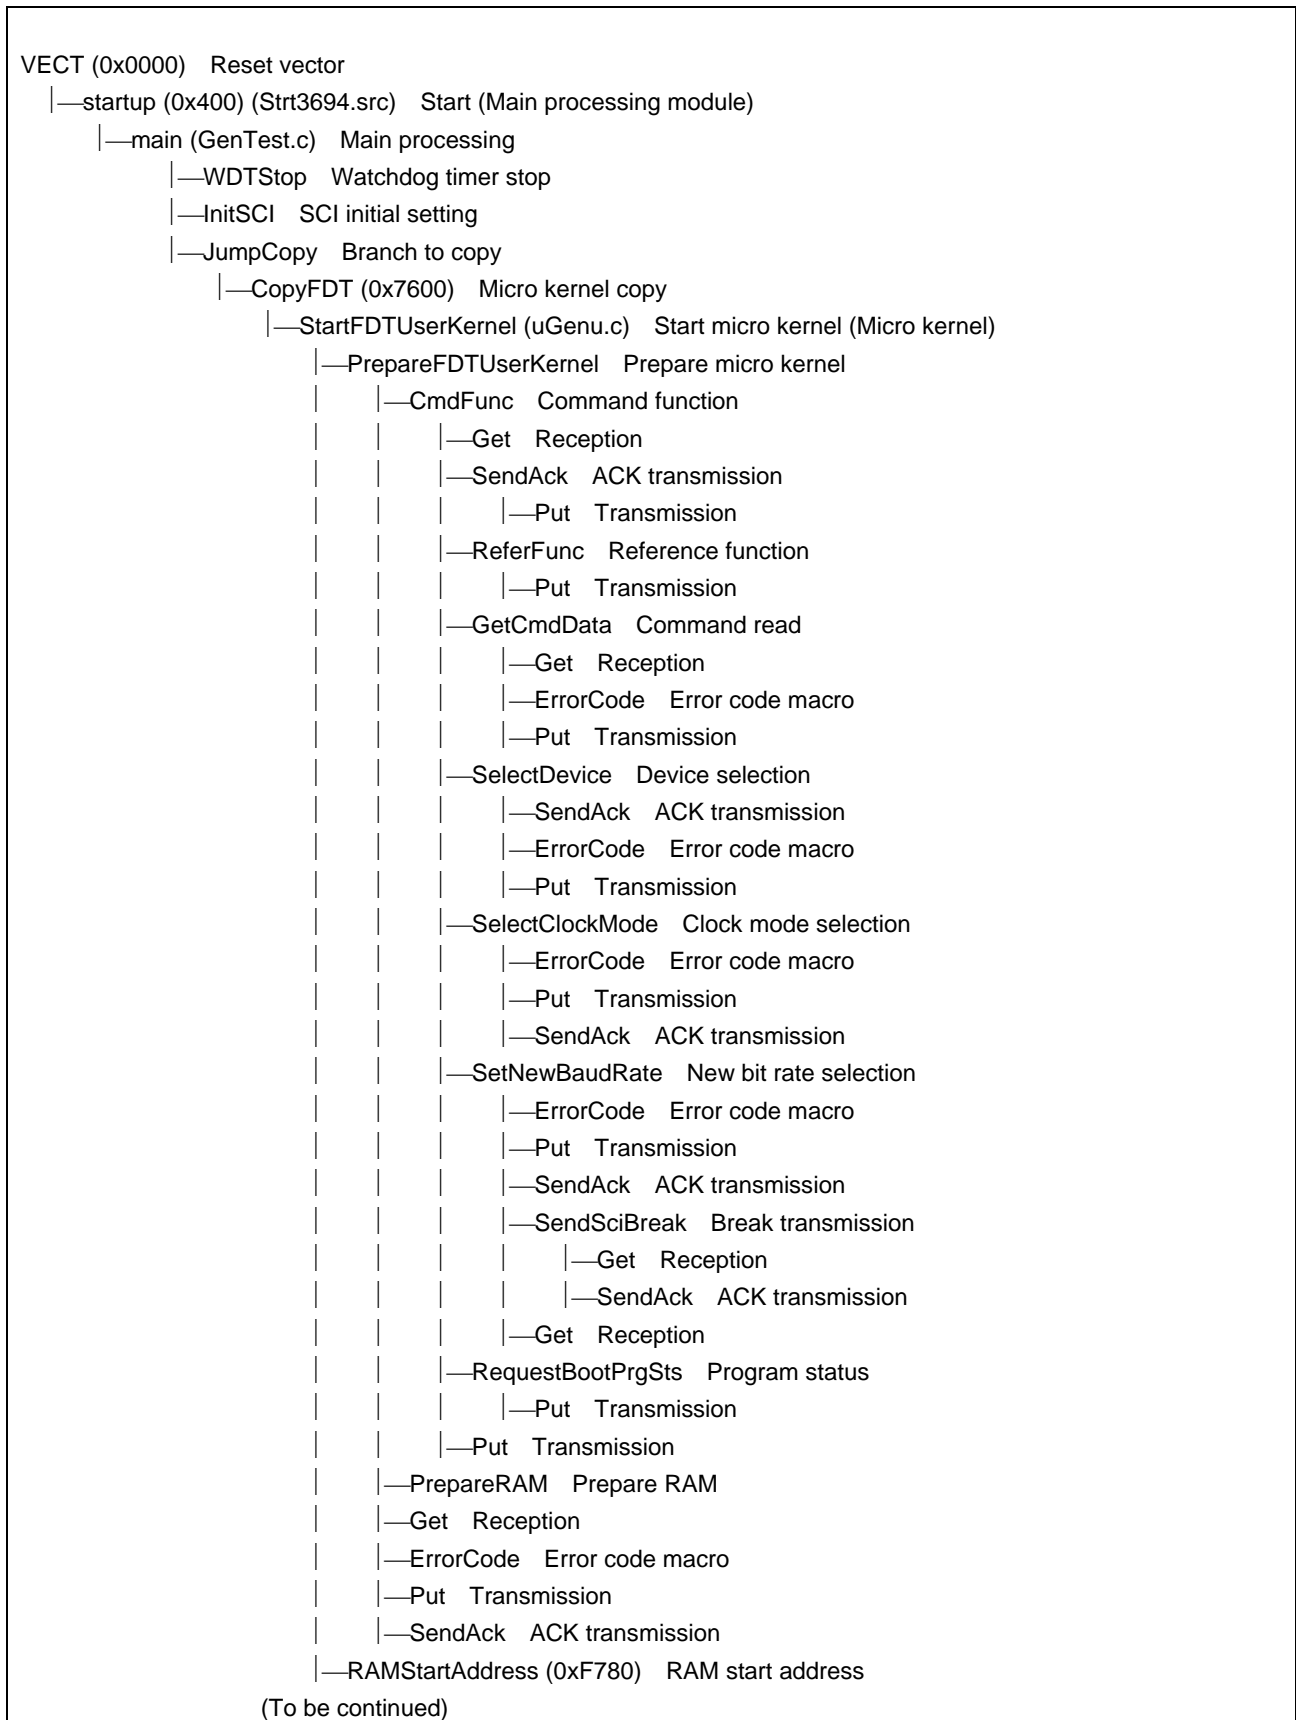 VECT (0x0000) Reset vector
startup (0x400) (Strt3694.src) Start (Main processing module)
main (GenTest.c) Main processing
WDTStop Watchdog timer stop
InitSCI SCI initial setting
JumpCopy Branch to copy
CopyFDT (0x7600) Micro kernel copy
StartFDTUserKernel (uGenu.c) Start micro kernel (Micro kernel)
PrepareFDTUserKernel Prepare micro kernel
CmdFunc Command function
Get Reception
SendAck ACK transmission
Put Transmission
ReferFunc Reference function
Put Transmission
GetCmdData Command read
Get Reception
ErrorCode Error code macro
Put Transmission
SelectDevice Device selection
SendAck ACK transmission
ErrorCode Error code macro
Put Transmission
SelectClockMode Clock mode selection
ErrorCode Error code macro
Put Transmission
SendAck ACK transmission
SetNewBaudRate New bit rate selection
ErrorCode Error code macro
Put Transmission
SendAck ACK transmission
SendSciBreak Break transmission
Get Reception
SendAck ACK transmission
Get Reception
RequestBootPrgSts Program status
Put Transmission
Put Transmission
PrepareRAM Prepare RAM
Get Reception
ErrorCode Error code macro
Put Transmission
SendAck ACK transmission
RAMStartAddress (0xF780) RAM start address
(To be continued)